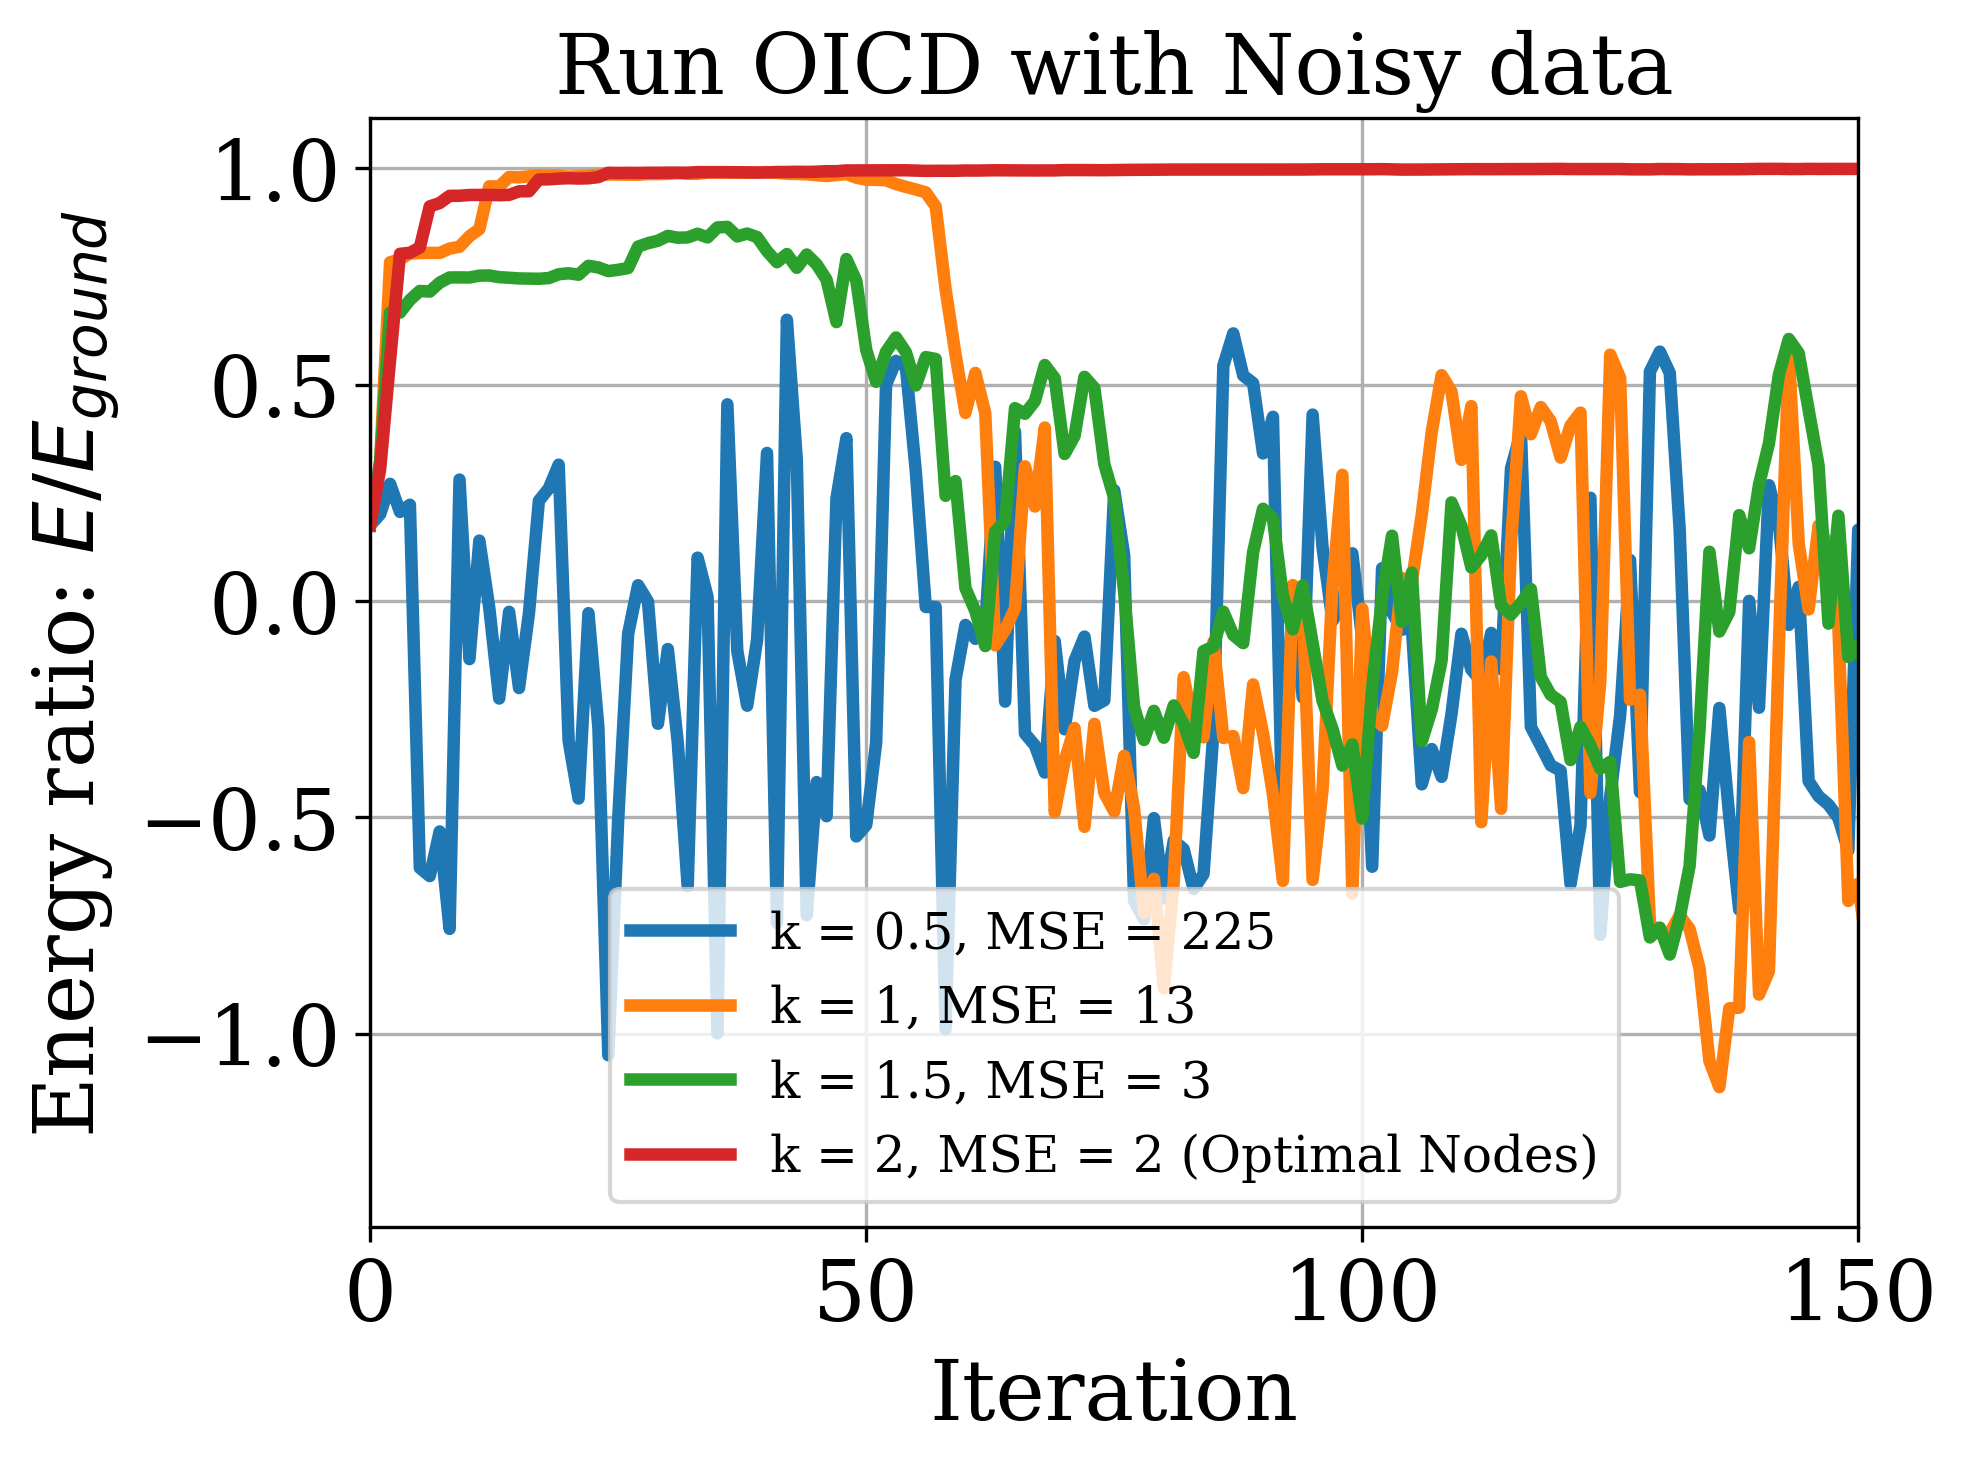 Run OICD with Noisy data
Energy ratio: E/E_ground
1.0
0.5
0.0
−0.5
−1.0
k = 0.5, MSE = 225
k = 1, MSE = 13
k = 1.5, MSE = 3
k = 2, MSE = 2 (Optimal Nodes)
0 50 100 150
Iteration